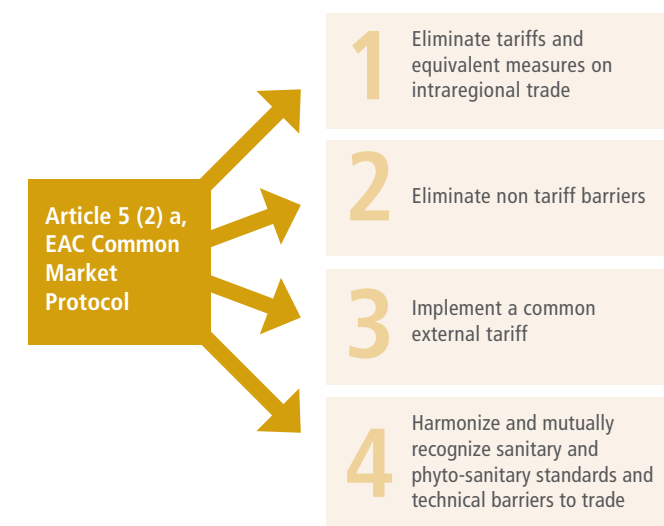 Article 5 (2) a,
EAC Common
Market
Protocol
1
Eliminate tariffs and
equivalent measures on
intraregional trade
2
Eliminate non tariff barriers
3
Implement a common
external tariff
4
Harmonize and mutually
recognize sanitary and
phyto-sanitary standards and
technical barriers to trade